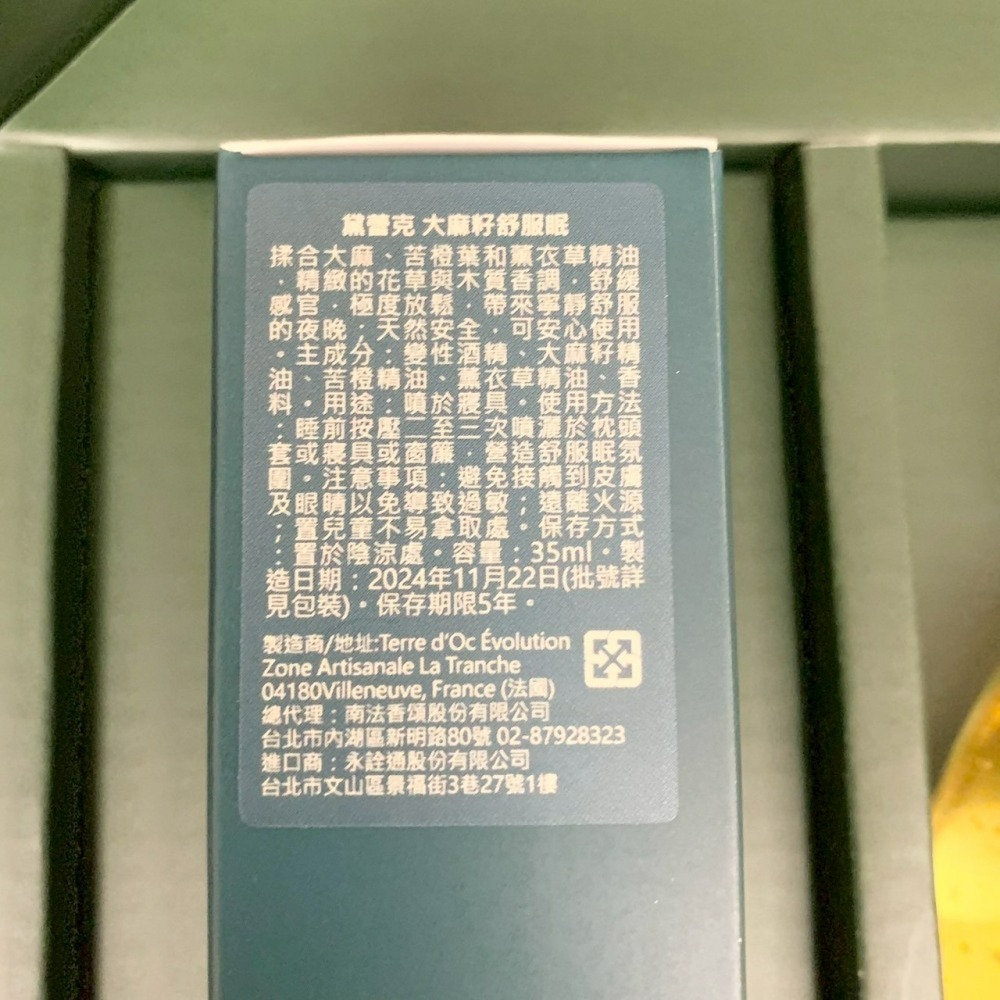 黛蕾克 大麻籽舒服眠
揉合大麻、苦橙葉和薰衣草精油
，精緻的花草與木質香調，舒緩
感官，極度放鬆，帶來寧靜舒服
的夜晚；天然安全，可安心使用
。主成分：變性酒精、大麻籽精
油、苦橙精油、薰衣草精油、香
料。用途：噴於寢具。使用方法
：睡前按壓二至三次噴灑於枕頭
套或寢具或窗簾，營造舒服眠氛
圍。注意事項：避免接觸到皮膚
及眼睛以免導致過敏；遠離火源
；置兒童不易拿取處。保存方式
：置於陰涼處。容量：35ml。製
造日期：2024年11月22日(批號詳
見包裝)。保存期限5年。
製造商/地址:Terre d'Oc Évolution
Zone Artisanale La Tranche
04180Villeneuve, France (法國)
總代理：南法香頌股份有限公司
台北市內湖區新明路80號 02-87928323
進口商：永詮通股份有限公司
台北市文山區景福街3巷27號1樓